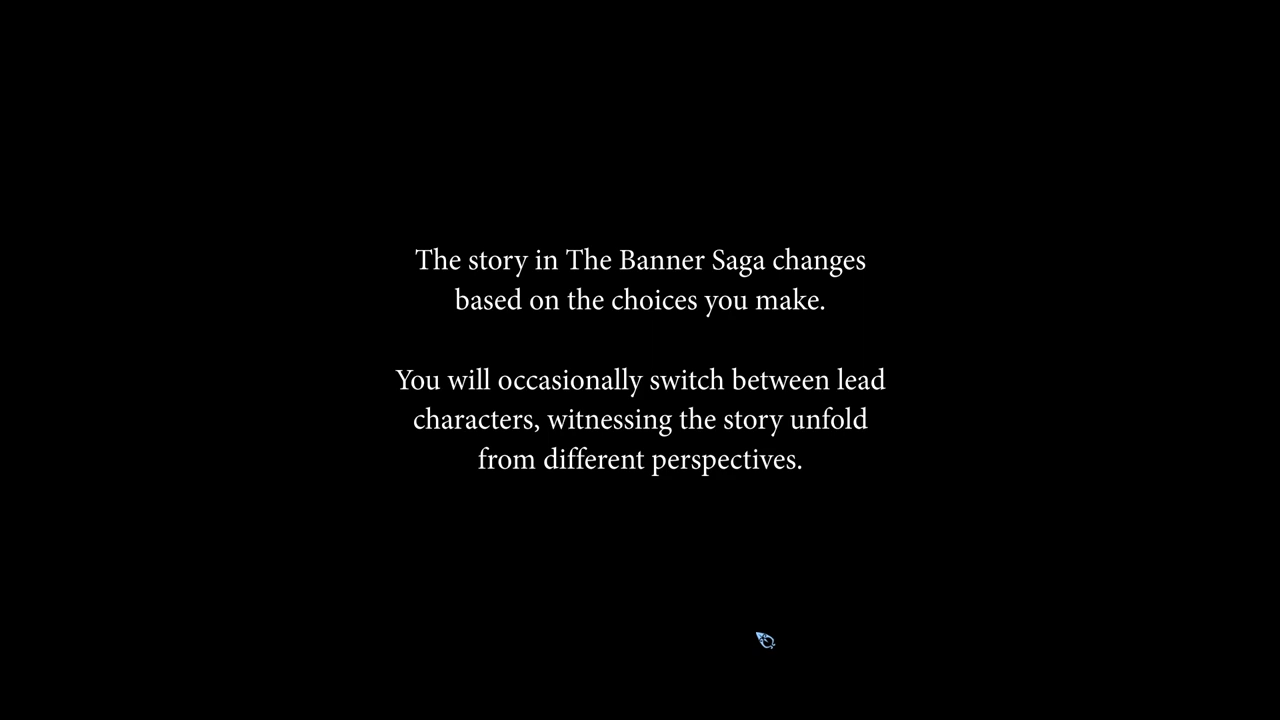 The story in The Banner Saga changes
based on the choices you make.
You will occasionally switch between lead
characters, witnessing the story unfold
from different perspectives.